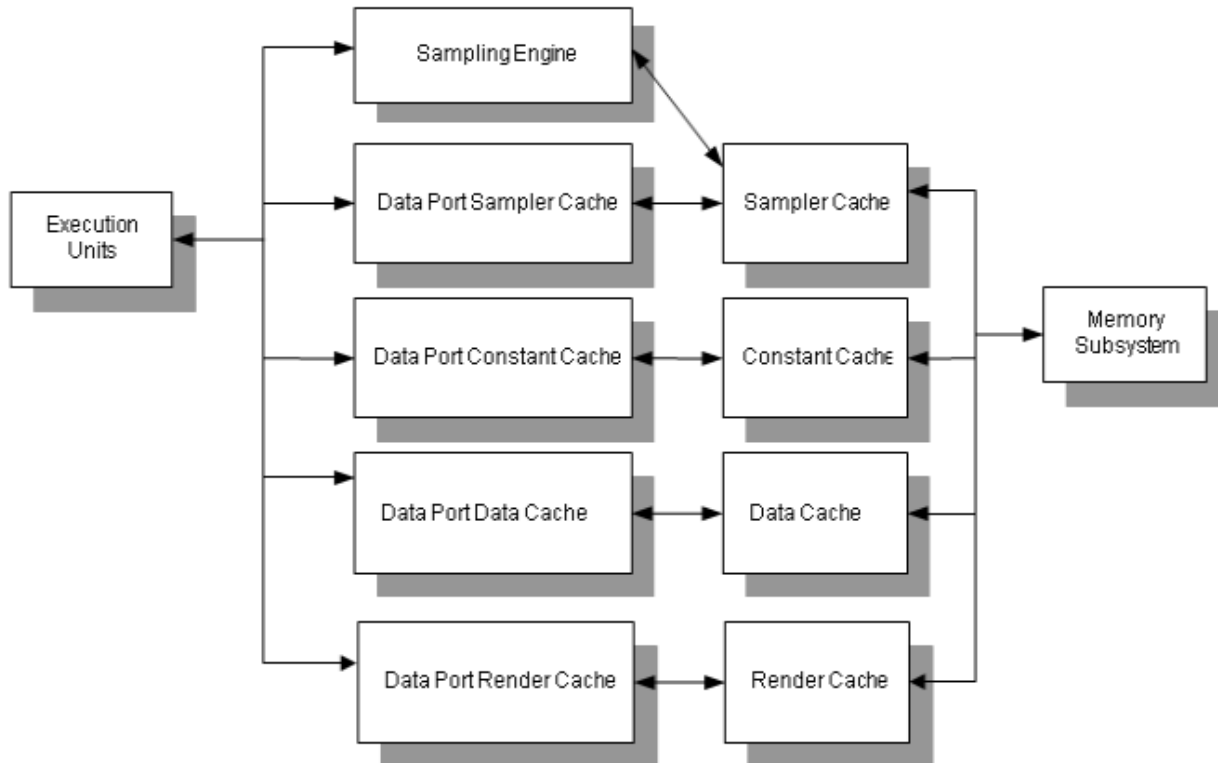 Sampling Engine
Data Port Sampler Cache
Sampler Cache
Execution
Units
Memory
Subsystem
Data Port Constant Cache
Constant Cache
Data Port Data Cache
Data Cache
Data Port Render Cache
Render Cache